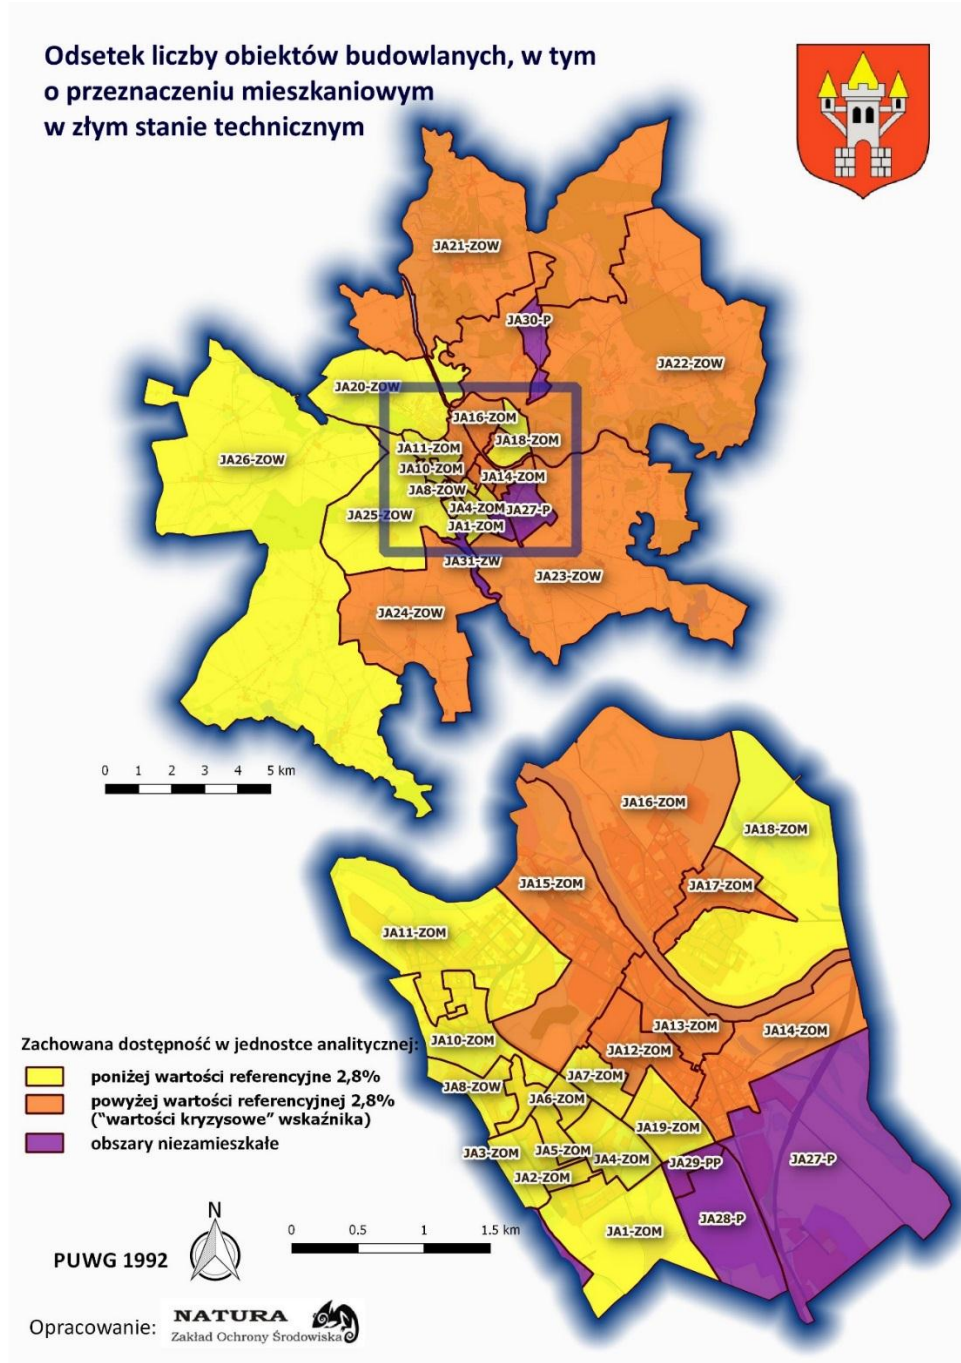 Odsetek liczby obiektów budowlanych, w tym
o przeznaczeniu mieszkaniowym
w złym stanie technicznym
JA21-ZOW
JA30-P
JA22-ZOW
JA20-ZOW
JA16-ZOM
JA18-ZOM
JA11-ZOM
JA26-ZOW
JA10-ZOM
JA14-ZOM
JA8-ZOW
JA4-ZOM
JA27-P
JA25-ZOW
JA1-ZOM
JA31-ZW
JA23-ZOW
JA24-ZOW
0 1 2 3 4 5 km
JA16-ZOM
JA18-ZOM
JA15-ZOM
JA17-ZOM
JA11-ZOM
JA13-ZOM
JA14-ZOM
JA10-ZOM
JA12-ZOM
JA7-ZOM
JA8-ZOW
JA6-ZOM
JA19-ZOM
JA5-ZOM
JA3-ZOM
JA4-ZOM
JA29-PP
JA27-P
JA2-ZOM
JA28-P
JA1-ZOM
Zachowana dostępność w jednostce analitycznej:
poniżej wartości referencyjne 2,8%
powyżej wartości referencyjnej 2,8%
("wartości kryzysowe" wskaźnika)
obszary niezamieszkałe
N
0 0.5 1 1.5 km
PUWG 1992
Opracowanie:
NATURA
Zakład Ochrony Środowiska